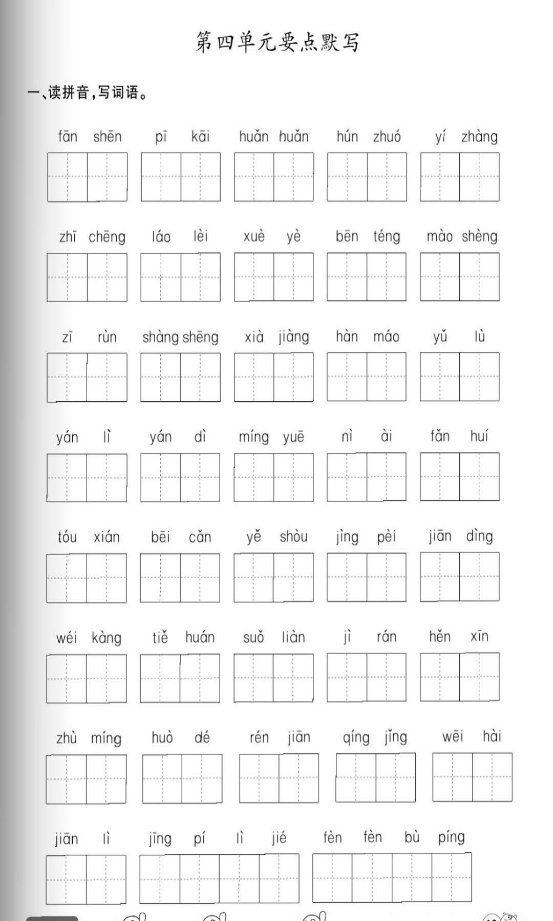 第四单元要点默写
一、读拼音,写词语。
fān shēn pī kāi huǎn huǎn hún zhuó yí zhàng
zhī chēng láo lèi xuè yè bēn téng mào shèng
zī rùn shàng shēng xià jiàng hàn máo yǔ lù
yán lì yán dì míng yuē nì ài fǎn huí
tóu xián bēi cǎn yě shòu jìng pèi jiān dìng
wéi kàng tiě huán suǒ liàn jì rán hěn xīn
zhù míng huò dé rén jiān qíng jǐng wēi hài
jiān lì jīng pí lì jié fèn fèn bù píng